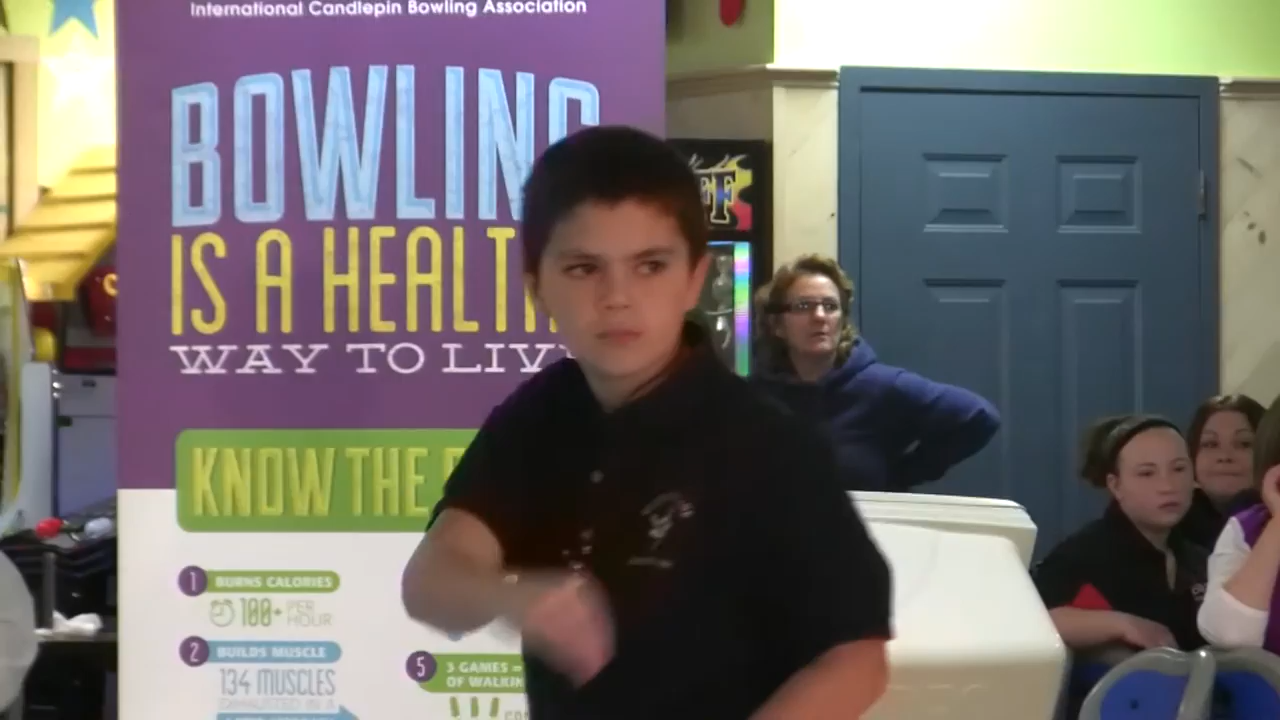 International Candlepin Bowling Association
BOWLING
IS A HEALT
WAY TO LIV
KNOW THE
1 BURNS CALORIES
100+ PER HOUR
2 BUILDS MUSCLE
134 MUSCLES
5 3 GAMES =
OF WALKIN